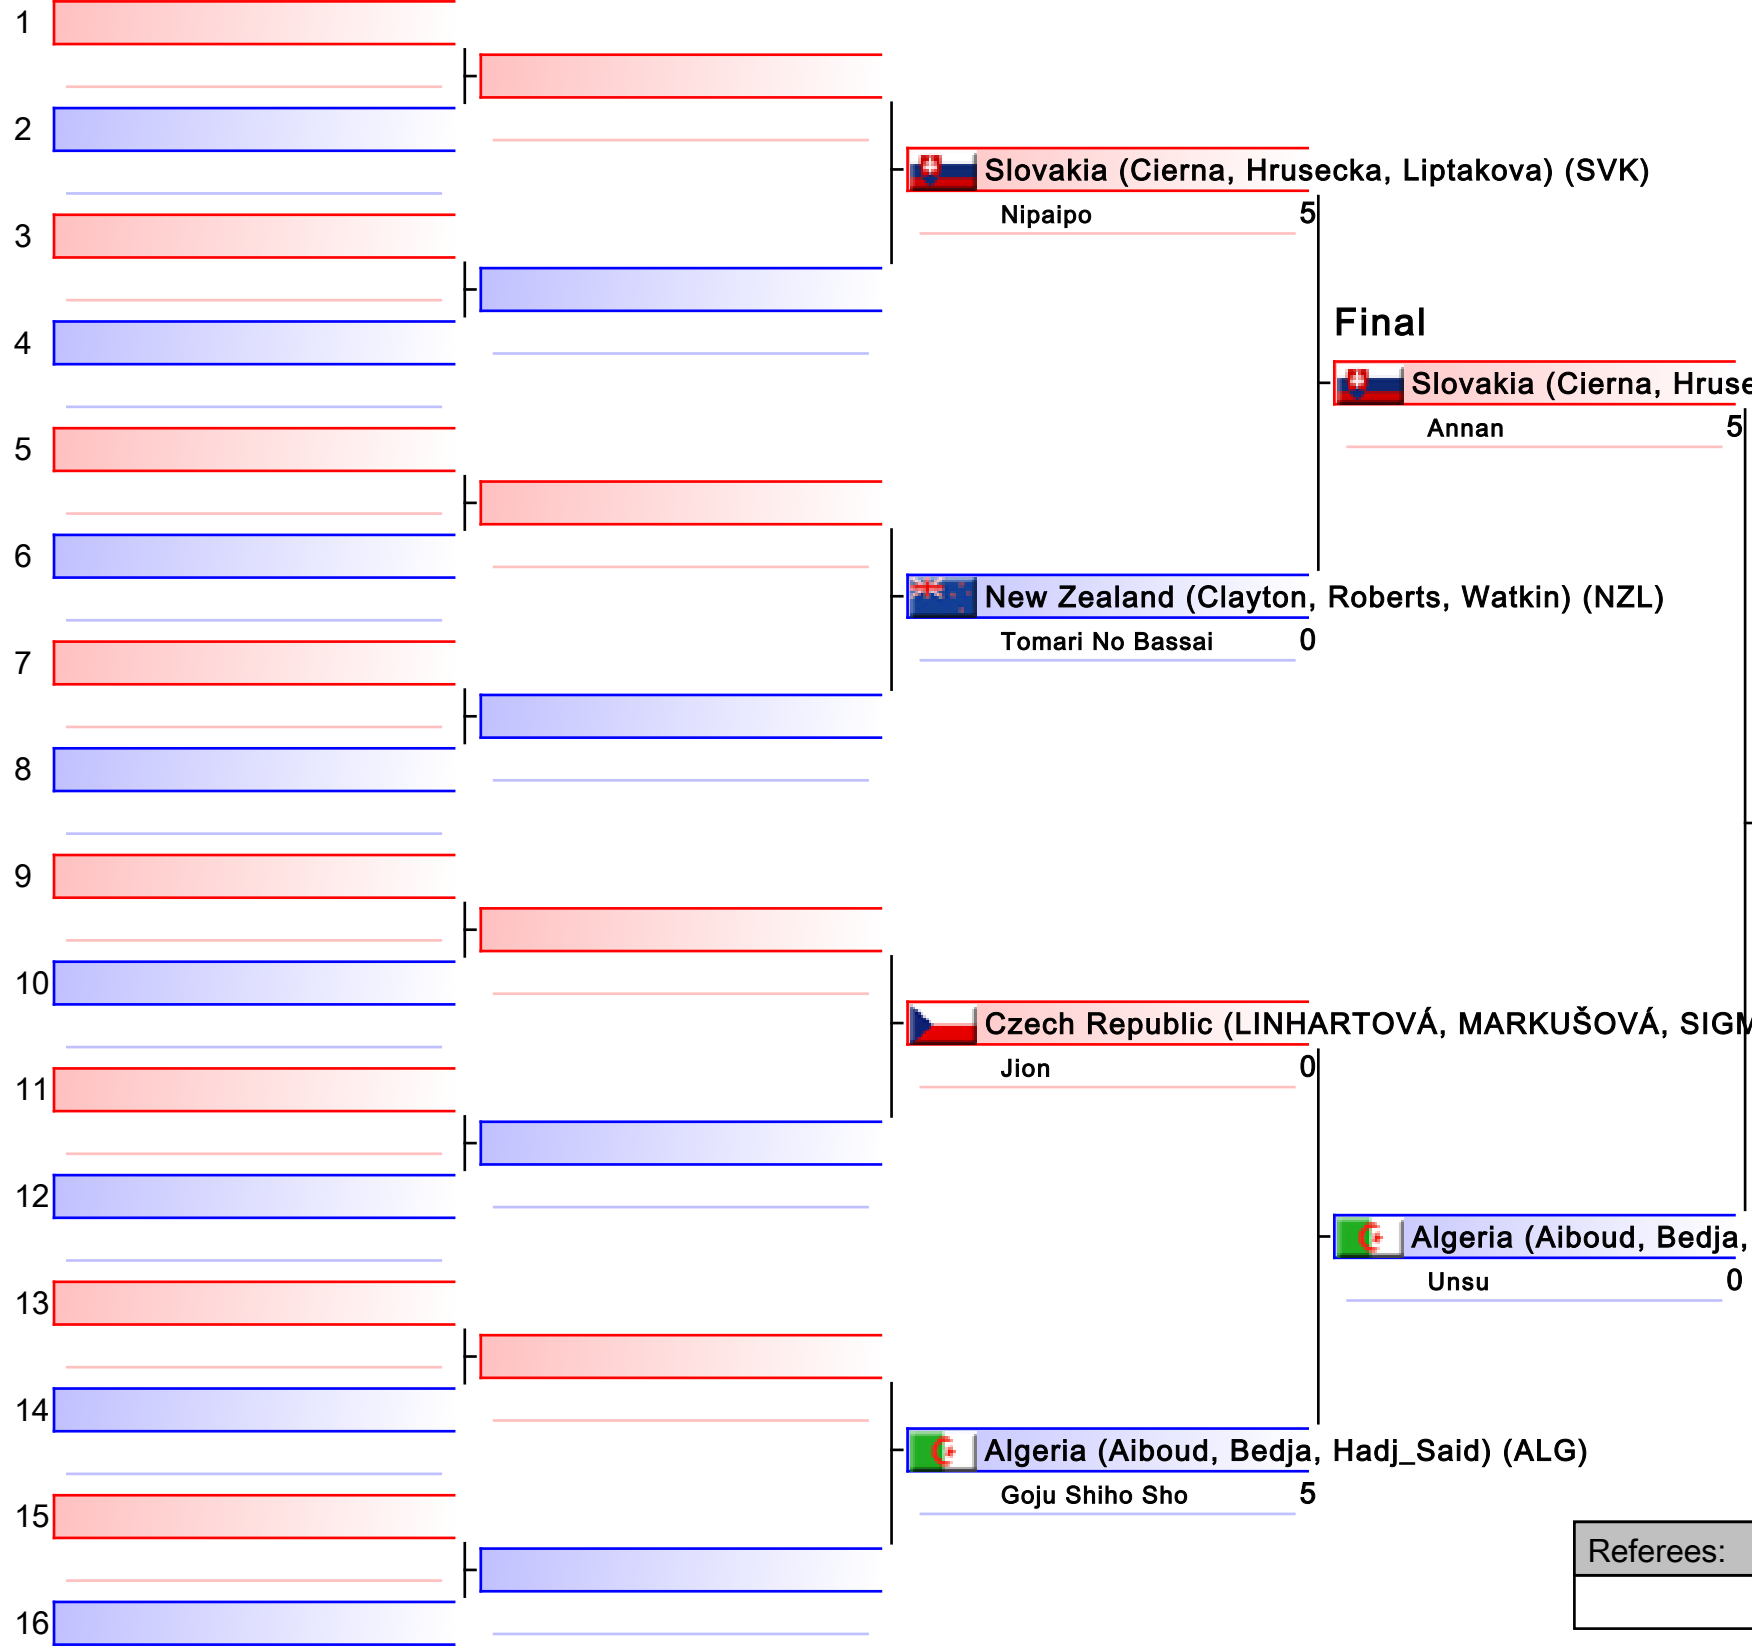 1
2
Slovakia (Cierna, Hrusecka, Liptakova) (SVK)
Nipaipo 5
3
Final
4
Slovakia (Cierna, Hruse
Annan 5
5
6
New Zealand (Clayton, Roberts, Watkin) (NZL)
Tomari No Bassai 0
7
8
9
10
Czech Republic (LINHARTOVÁ, MARKUŠOVÁ, SIGM
Jion 0
11
12
Algeria (Aiboud, Bedja,
Unsu 0
13
14
Algeria (Aiboud, Bedja, Hadj_Said) (ALG)
Goju Shiho Sho 5
15
Referees:
16